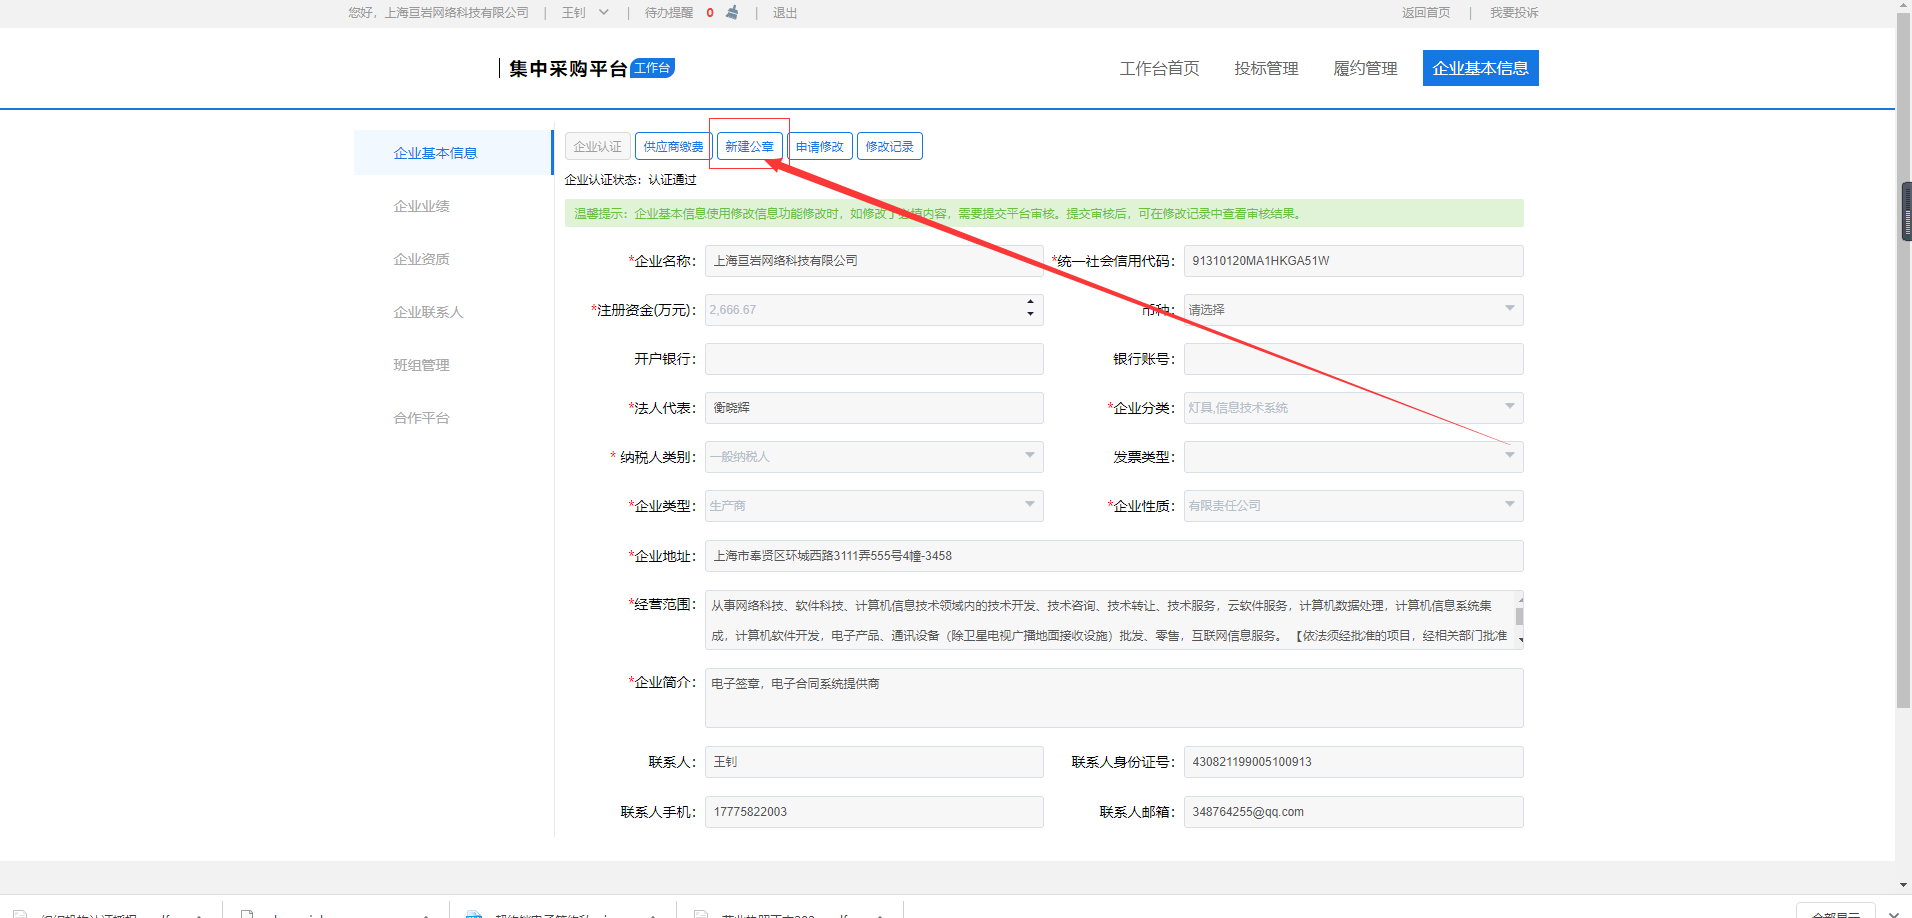 您好，上海亘岩网络科技有限公司 | 王钊 | 待办提醒 0 | 退出 返回首页 | 我要投诉
集中采购平台 工作台 工作台首页 投标管理 履约管理 企业基本信息
企业基本信息
企业业绩
企业资质
企业联系人
班组管理
合作平台
企业认证 供应商缴费 新建公章 申请修改 修改记录
企业认证状态：认证通过
温馨提示：企业基本信息使用修改信息功能修改时，如修改了必填内容，需要提交平台审核。提交审核后，可在修改记录中查看审核结果。
*企业名称： 上海亘岩网络科技有限公司 *统一社会信用代码： 91310120MA1HKGA51W
*注册资金(万元)： 2,666.67 币种： 请选择
开户银行： 银行账号：
*法人代表： 衡晓辉 *企业分类： 灯具,信息技术系统
* 纳税人类别： 一般纳税人 发票类型：
*企业类型： 生产商 *企业性质： 有限责任公司
*企业地址： 上海市奉贤区环城西路3111弄555号4幢-3458
*经营范围： 从事网络科技、软件科技、计算机信息技术领域内的技术开发、技术咨询、技术转让、技术服务，云软件服务，计算机数据处理，计算机信息系统集
成，计算机软件开发，电子产品、通讯设备（除卫星电视广播地面接收设施）批发、零售，互联网信息服务。 【依法须经批准的项目，经相关部门批准
*企业简介： 电子签章，电子合同系统提供商
联系人： 王钊 联系人身份证号： 430821199005100913
联系人手机： 17775822003 联系人邮箱： 348764255@qq.com
全部显示